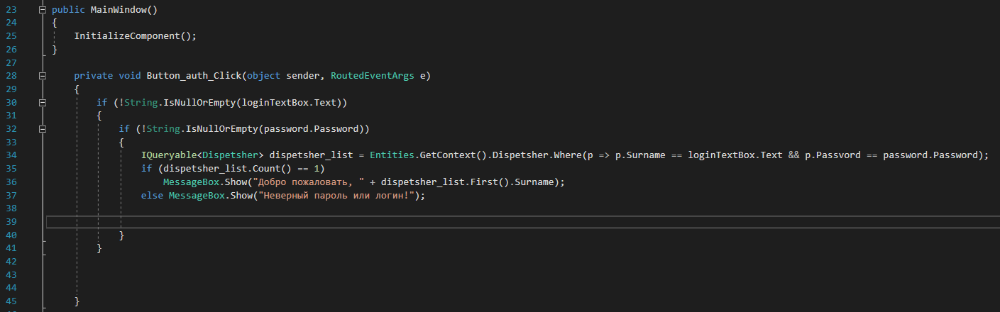 23 public MainWindow()
24 {
25 InitializeComponent();
26 }
27
28 private void Button_auth_Click(object sender, RoutedEventArgs e)
29 {
30 if (!String.IsNullOrEmpty(loginTextBox.Text))
31 {
32 if (!String.IsNullOrEmpty(password.Password))
33 {
34 IQueryable<Dispetsher> dispetsher_list = Entities.GetContext().Dispetsher.Where(p => p.Surname == loginTextBox.Text && p.Passvord == password.Password);
35 if (dispetsher_list.Count() == 1)
36 MessageBox.Show("Добро пожаловать, " + dispetsher_list.First().Surname);
37 else MessageBox.Show("Неверный пароль или логин!");
38
39
40 }
41 }
42
43
44
45 }